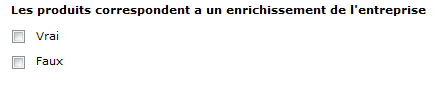 Les produits correspondent a un enrichissement de l'entreprise
Vrai
Faux